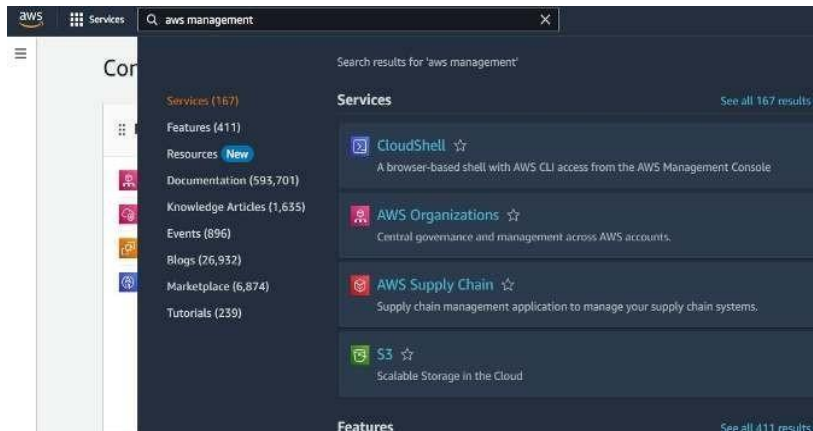 aws
Services
aws management
Con
Search results for 'aws management'
Services (167)
Features (411)
Resources New
Documentation (593,701)
Knowledge Articles (1,635)
Events (896)
Blogs (26,932)
Marketplace (6,874)
Tutorials (239)
Services
See all 167 results
CloudShell
A browser-based shell with AWS CLI access from the AWS Management Console
AWS Organizations
Central governance and management across AWS accounts.
AWS Supply Chain
Supply chain management application to manage your supply chain systems.
S3
Scalable Storage in the Cloud
Features
See all 411 results